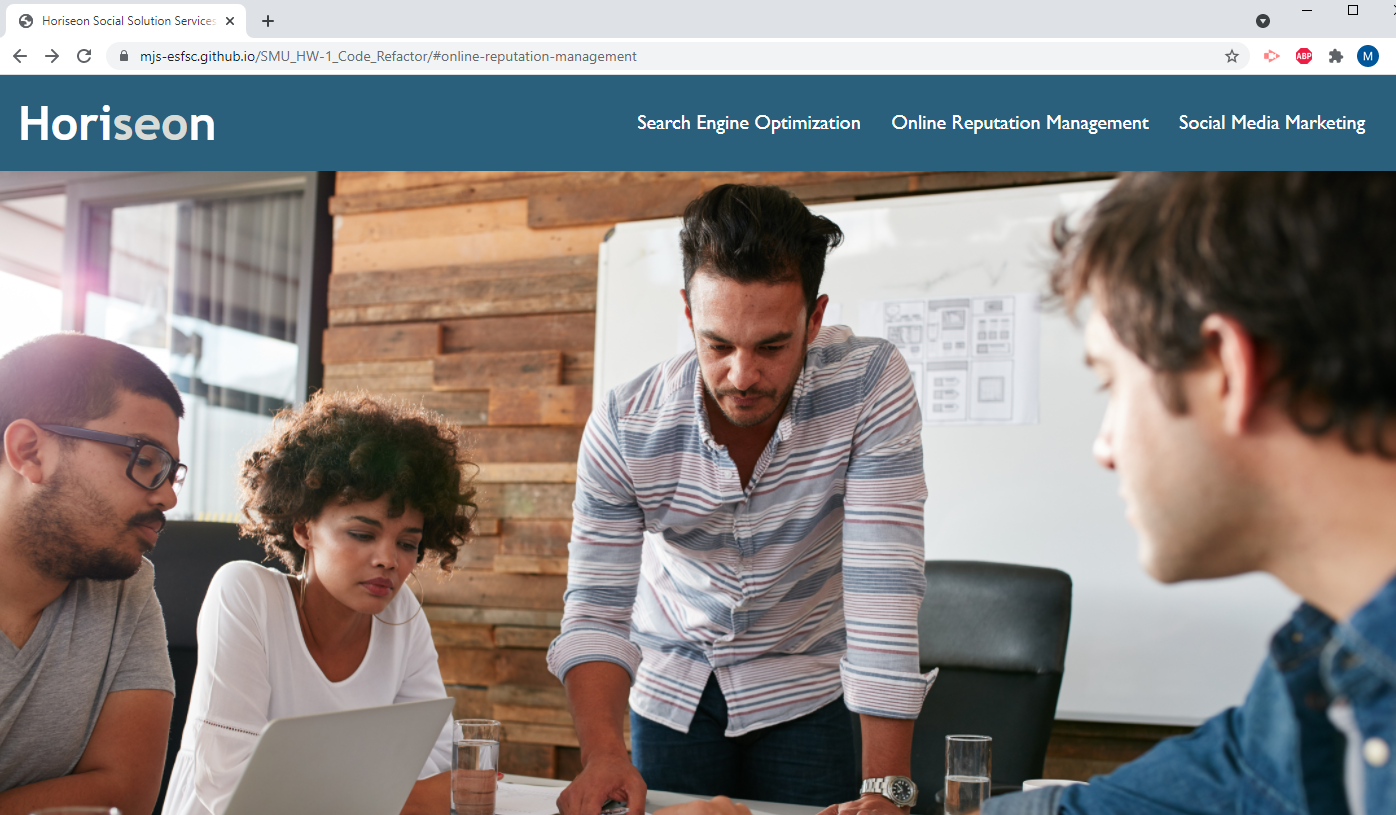 Horiseon Social Solution Services
mjs-esfsc.github.io/SMU_HW-1_Code_Refactor/#online-reputation-management
ABP
M
Horiseon
Search Engine Optimization
Online Reputation Management
Social Media Marketing